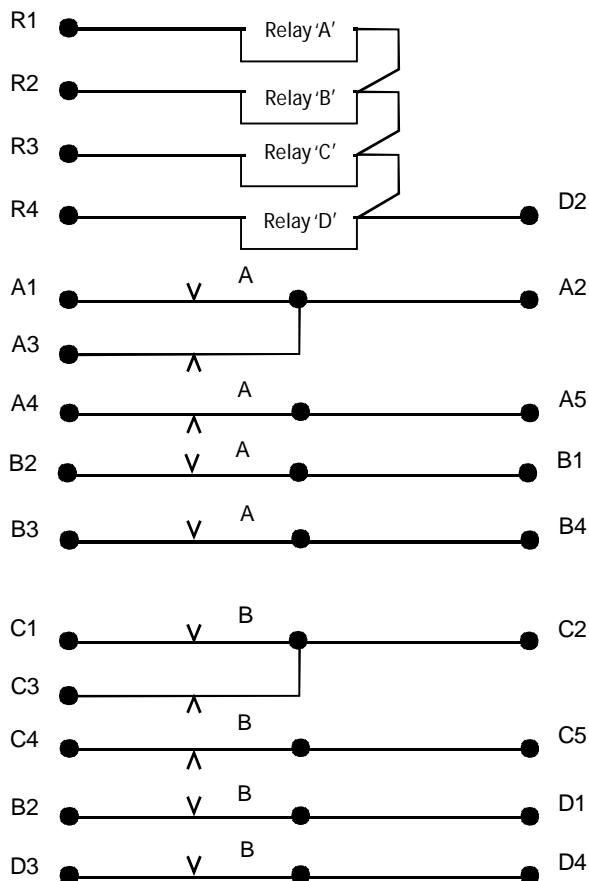 R1 Relay 'A'
R2 Relay 'B'
R3 Relay 'C'
R4 Relay 'D' D2
A1 A A2
A3
A4 A A5
B2 A B1
B3 A B4
C1 B C2
C3
C4 B C5
B2 B D1
D3 B D4